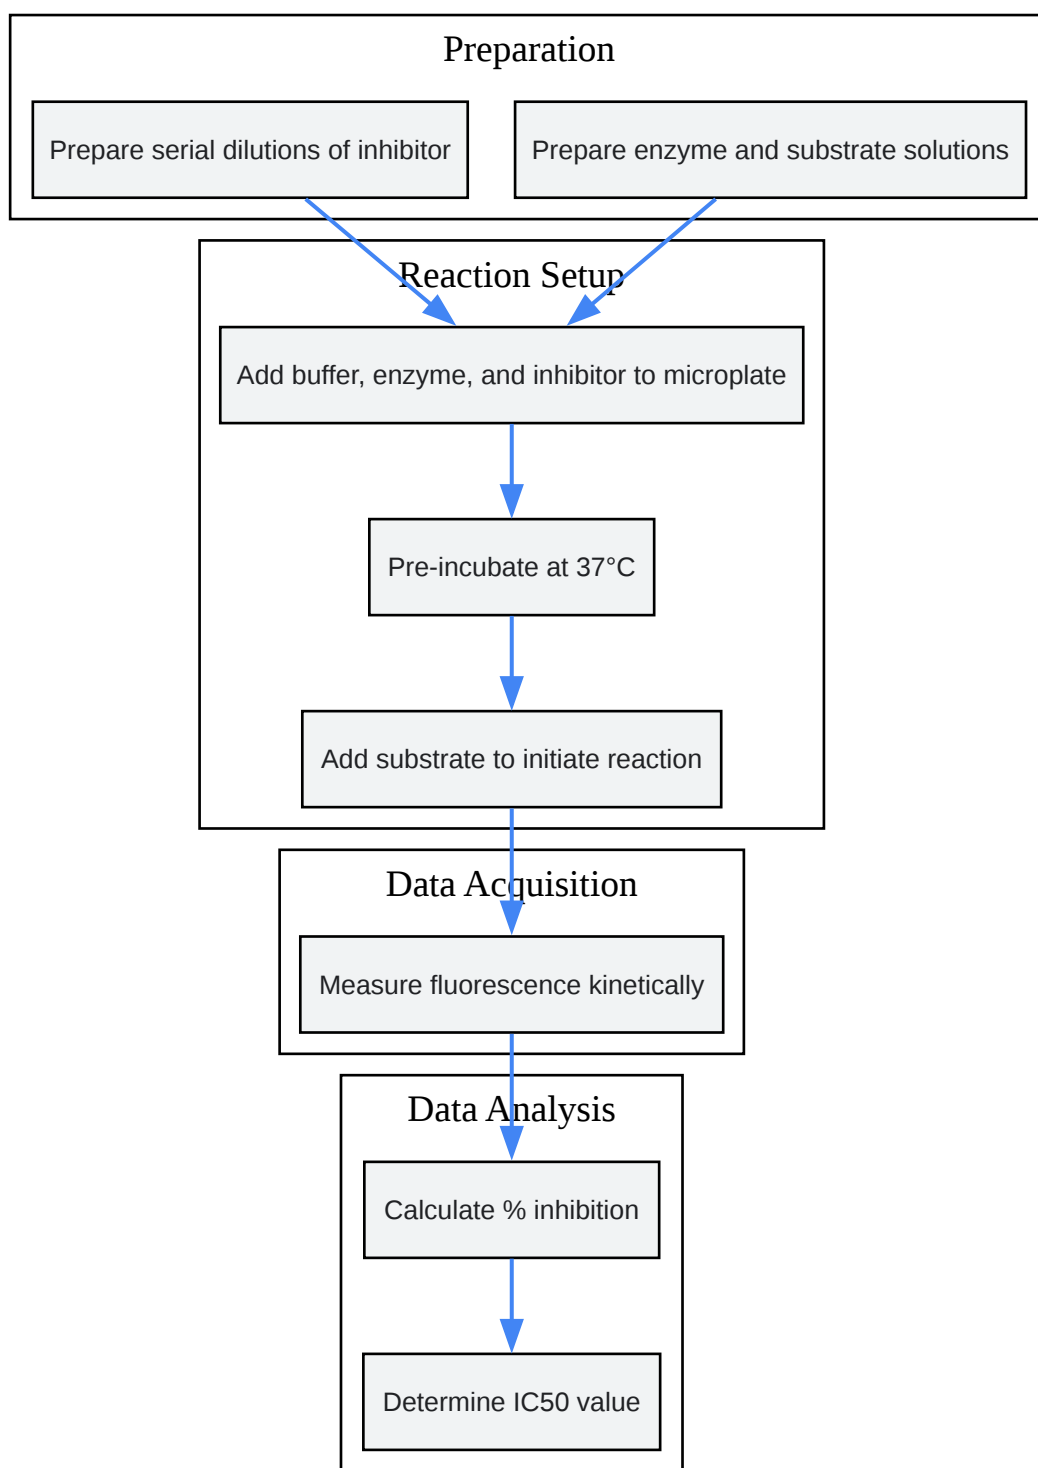 Preparation
Prepare serial dilutions of inhibitor
Prepare enzyme and substrate solutions
Reaction Setup
Add buffer, enzyme, and inhibitor to microplate
Pre-incubate at 37°C
Add substrate to initiate reaction
Data Acquisition
Measure fluorescence kinetically
Data Analysis
Calculate % inhibition
Determine IC50 value